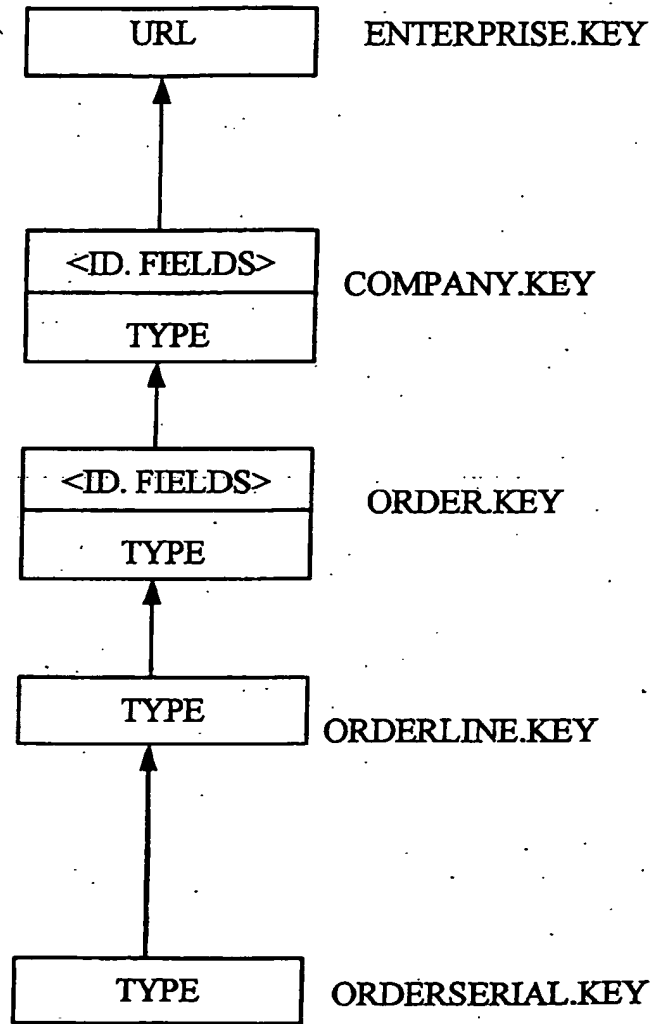 URL ENTERPRISE.KEY
<ID. FIELDS>
COMPANY.KEY
TYPE
<ID. FIELDS>
ORDER.KEY
TYPE
TYPE
ORDERLINE.KEY
TYPE ORDERSERIAL.KEY